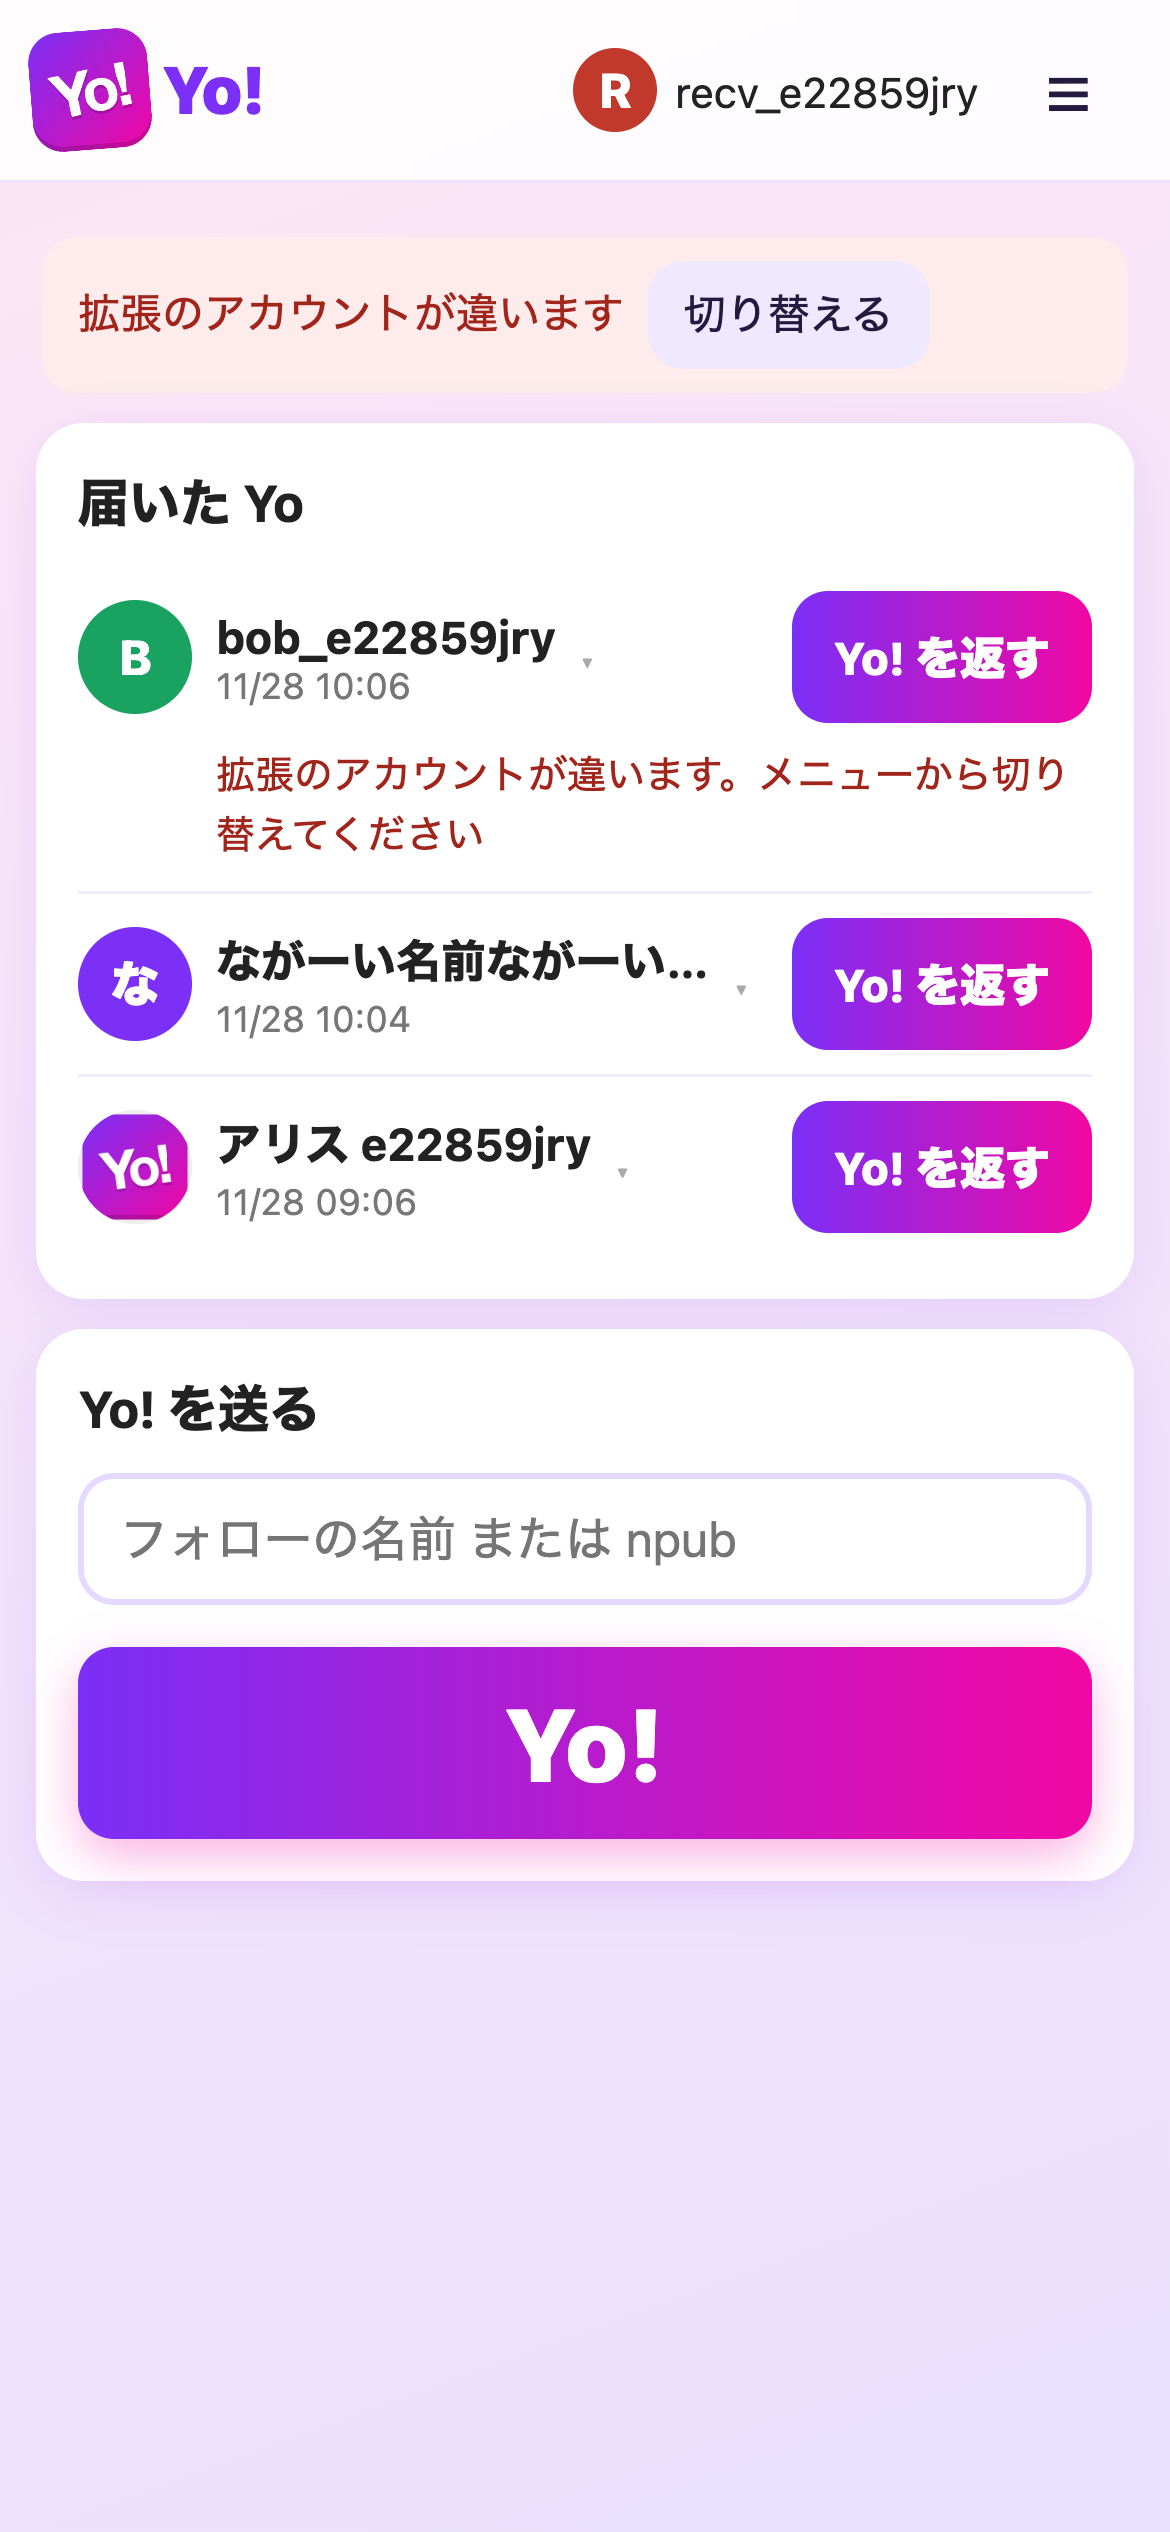 Yo! Yo! R recv_e22859jry
拡張のアカウントが違います 切り替える
届いた Yo
B bob_e22859jry Yo! を返す
11/28 10:06
拡張のアカウントが違います。メニューから切り
替えてください
な ながーい名前ながーい... Yo! を返す
11/28 10:04
Yo! アリス e22859jry Yo! を返す
11/28 09:06
Yo! を送る
フォローの名前 または npub
Yo!